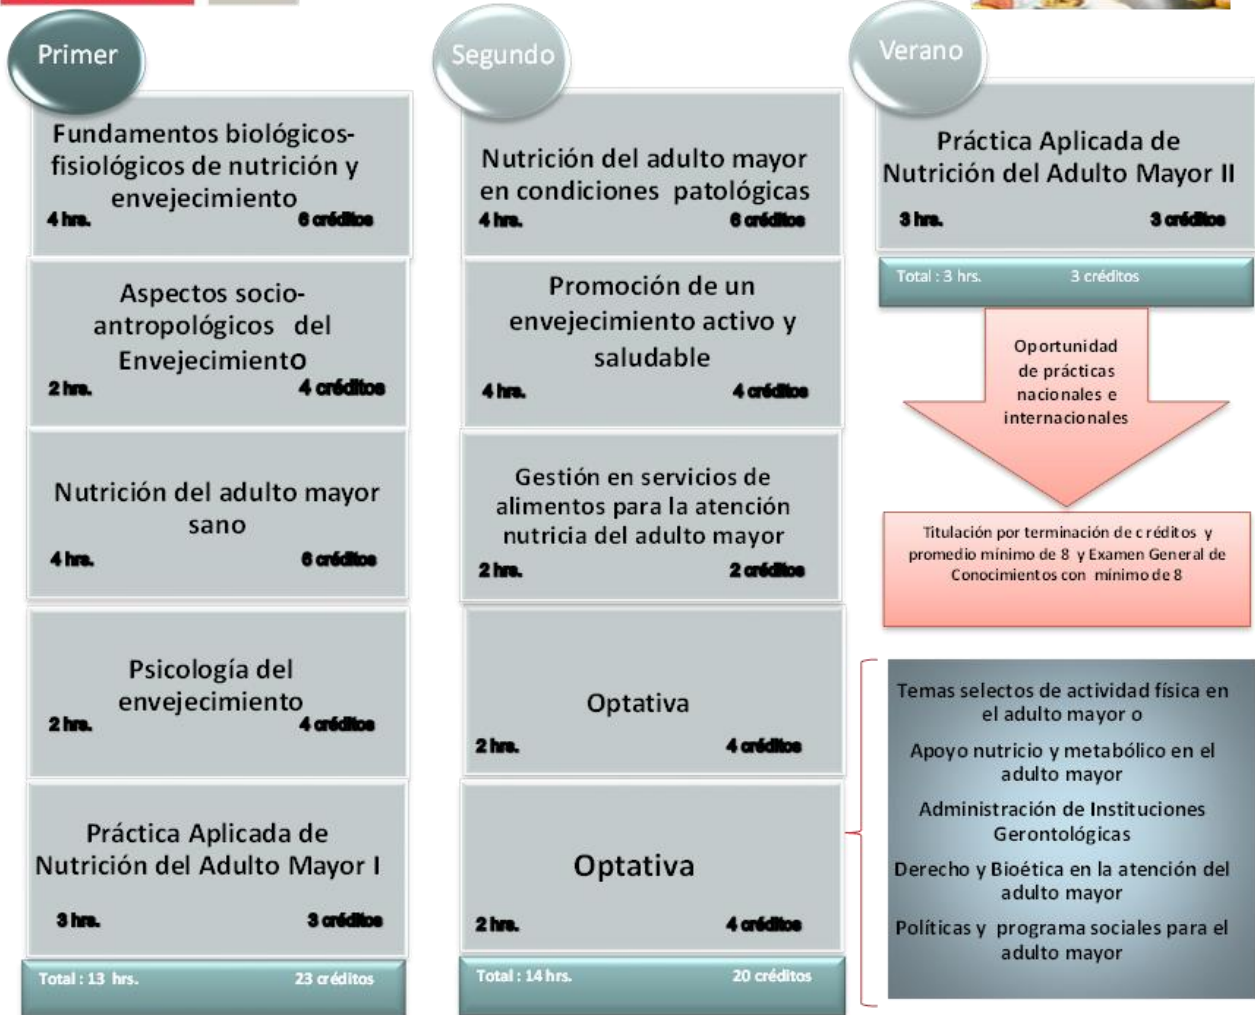 Primer
Fundamentos biológicos-
fisiológicos de nutrición y
envejecimiento
4 hrs. 6 créditos
Aspectos socio-
antropológicos del
Envejecimiento
2 hrs. 4 créditos
Nutrición del adulto mayor
sano
4 hrs. 6 créditos
Psicología del
envejecimiento
2 hrs. 4 créditos
Práctica Aplicada de
Nutrición del Adulto Mayor I
3 hrs. 3 créditos
Total : 13 hrs. 23 créditos
Segundo
Nutrición del adulto mayor
en condiciones patológicas
4 hrs. 6 créditos
Promoción de un
envejecimiento activo y
saludable
4 hrs. 4 créditos
Gestión en servicios de
alimentos para la atención
nutricia del adulto mayor
2 hrs. 2 créditos
Optativa
2 hrs. 4 créditos
Optativa
2 hrs. 4 créditos
Total : 14 hrs. 20 créditos
Verano
Práctica Aplicada de
Nutrición del Adulto Mayor II
3 hrs. 3 créditos
Total : 3 hrs. 3 créditos
Oportunidad
de prácticas
nacionales e
internacionales
Titulación por terminación de c réditos y
promedio mínimo de 8 y Examen General de
Conocimientos con mínimo de 8
Temas selectos de actividad física en
el adulto mayor o
Apoyo nutricio y metabólico en el
adulto mayor
Administración de Instituciones
Gerontológicas
Derecho y Bioética en la atención del
adulto mayor
Políticas y programa sociales para el
adulto mayor